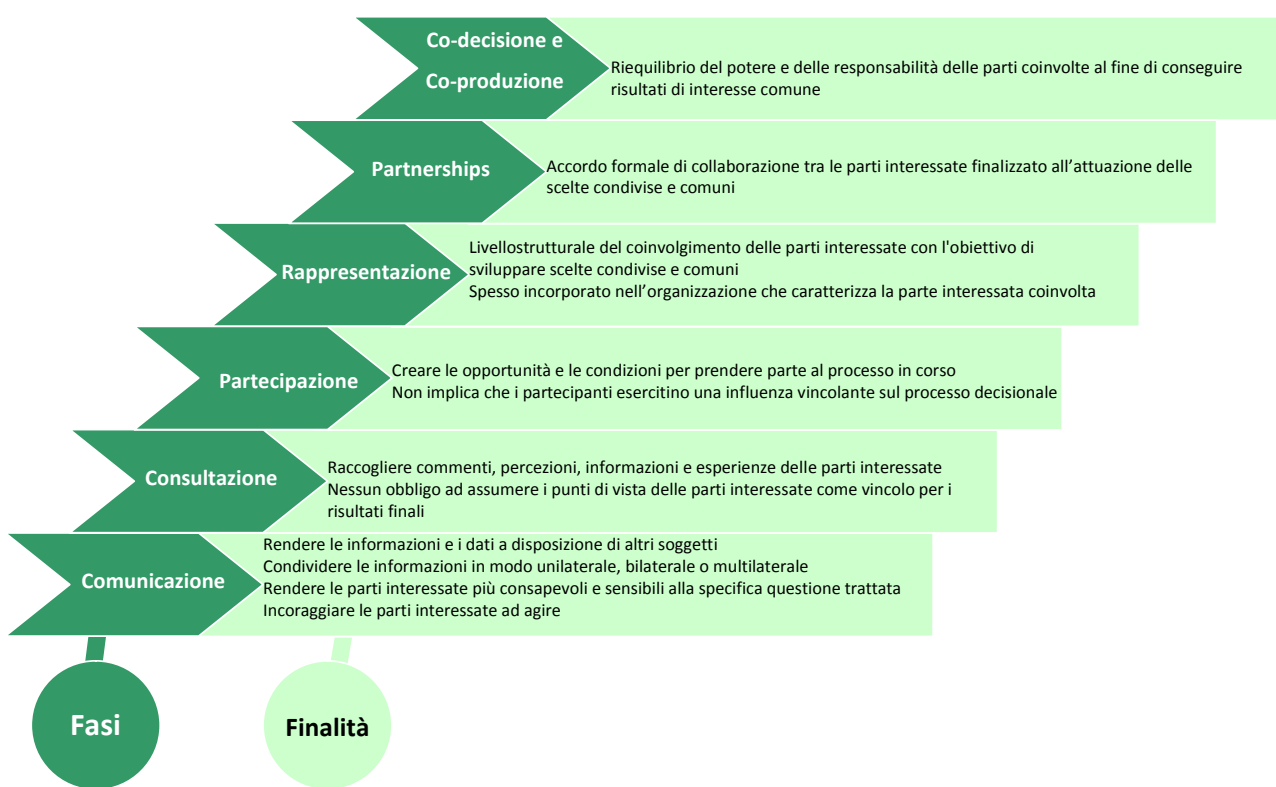 Co-decisione e
Co-produzione
Riequilibrio del potere e delle responsabilità delle parti coinvolte al fine di conseguire
risultati di interesse comune
Partnerships
Accordo formale di collaborazione tra le parti interessate finalizzato all’attuazione delle
scelte condivise e comuni
Rappresentazione
Livellostrutturale del coinvolgimento delle parti interessate con l'obiettivo di
sviluppare scelte condivise e comuni
Spesso incorporato nell’organizzazione che caratterizza la parte interessata coinvolta
Partecipazione
Creare le opportunità e le condizioni per prendere parte al processo in corso
Non implica che i partecipanti esercitino una influenza vincolante sul processo decisionale
Consultazione
Raccogliere commenti, percezioni, informazioni e esperienze delle parti interessate
Nessun obbligo ad assumere i punti di vista delle parti interessate come vincolo per i
risultati finali
Comunicazione
Rendere le informazioni e i dati a disposizione di altri soggetti
Condividere le informazioni in modo unilaterale, bilaterale o multilaterale
Rendere le parti interessate più consapevoli e sensibili alla specifica questione trattata
Incoraggiare le parti interessate ad agire
Fasi
Finalità